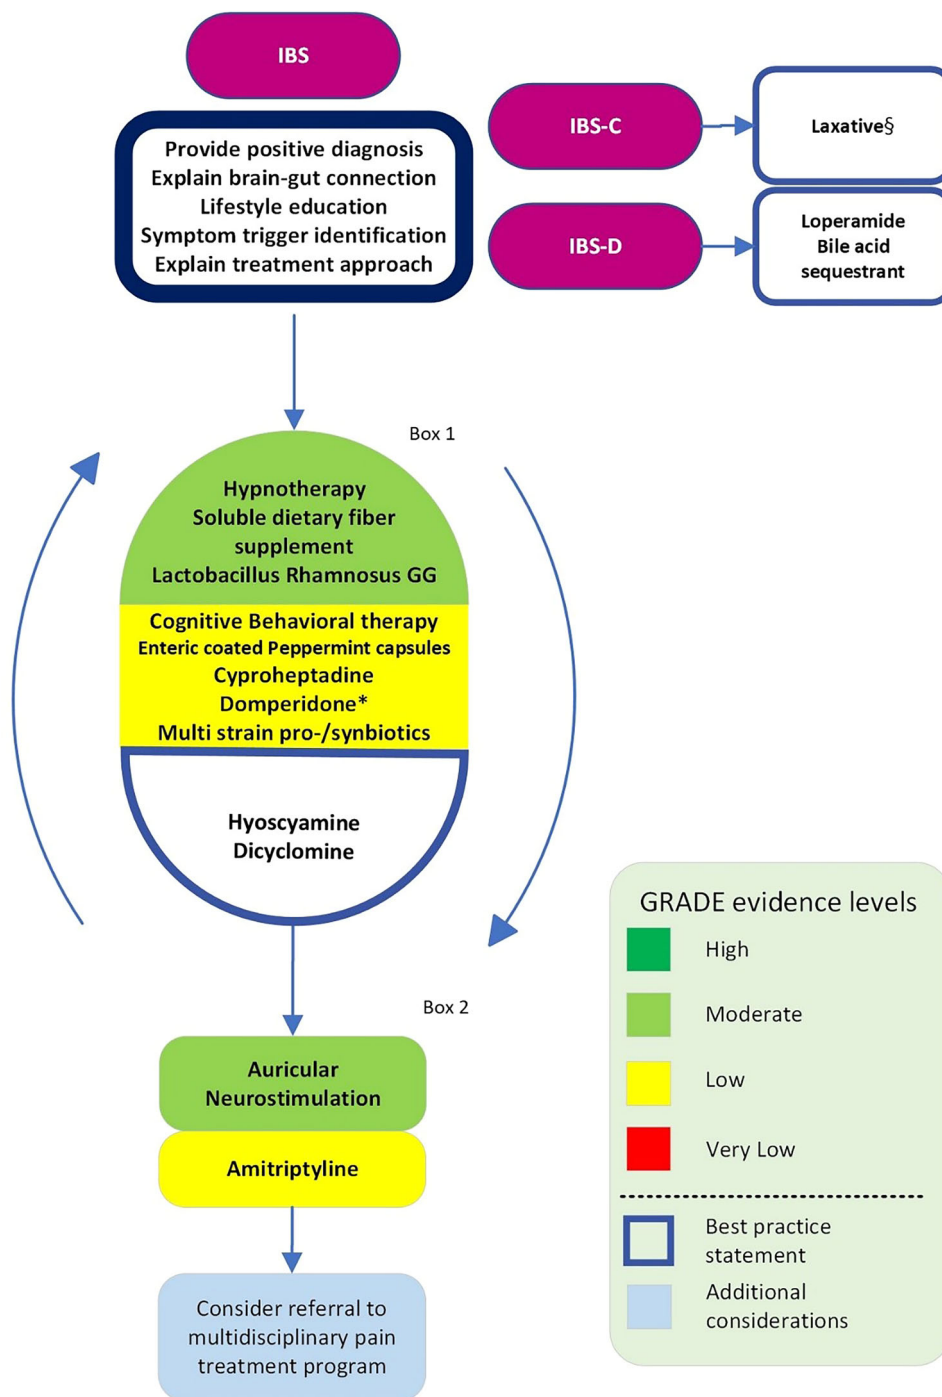 IBS
Provide positive diagnosis
Explain brain-gut connection
Lifestyle education
Symptom trigger identification
Explain treatment approach
IBS-C
Laxative§
IBS-D
Loperamide
Bile acid
sequestrant
Box 1
Hypnotherapy
Soluble dietary fiber
supplement
Lactobacillus Rhamnosus GG
Cognitive Behavioral therapy
Enteric coated Peppermint capsules
Cyproheptadine
Domperidone*
Multi strain pro-/synbiotics
Hyoscyamine
Dicyclomine
Box 2
Auricular
Neurostimulation
Amitriptyline
Consider referral to
multidisciplinary pain
treatment program
GRADE evidence levels
High
Moderate
Low
Very Low
Best practice
statement
Additional
considerations